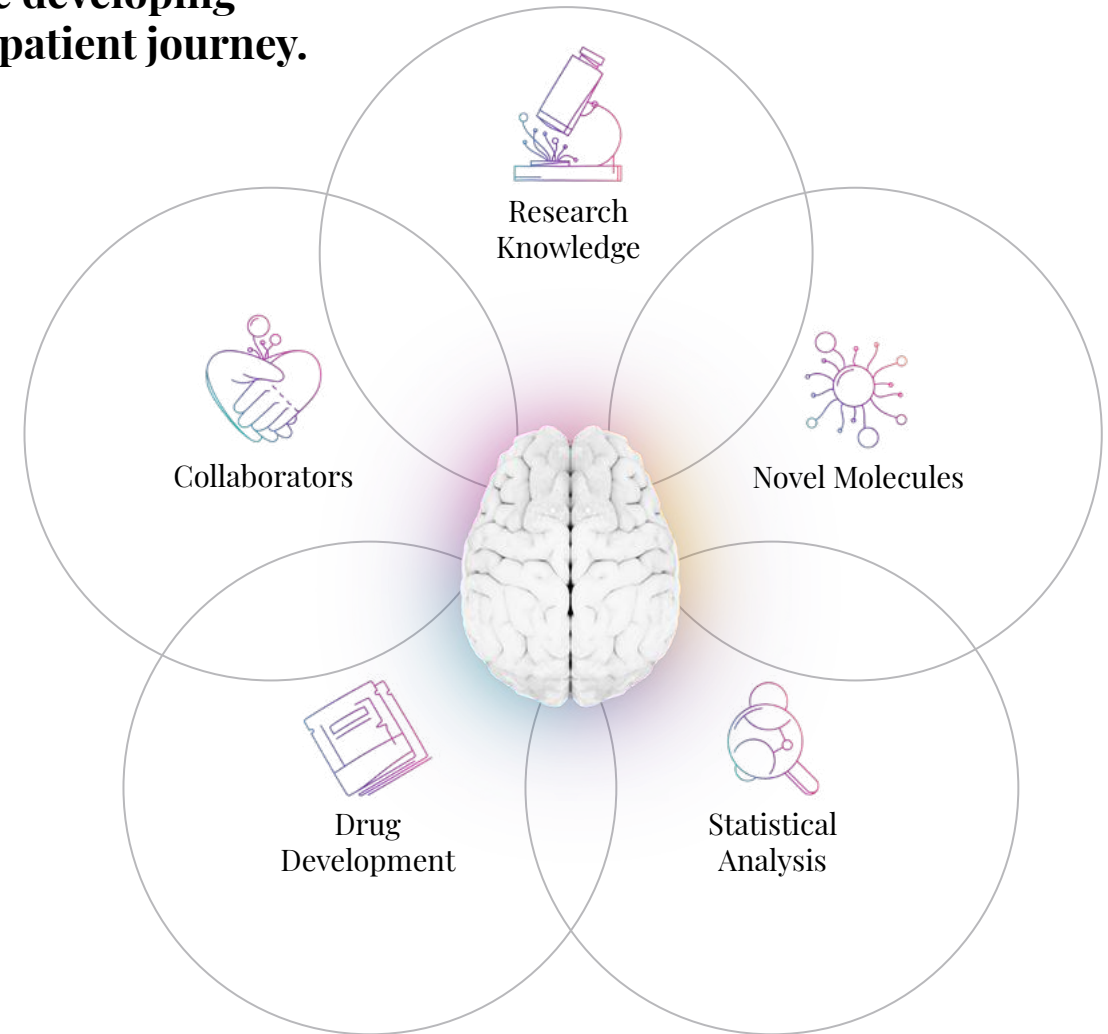 developing
patient journey.
Research
Knowledge
Collaborators
Novel Molecules
Drug
Development
Statistical
Analysis